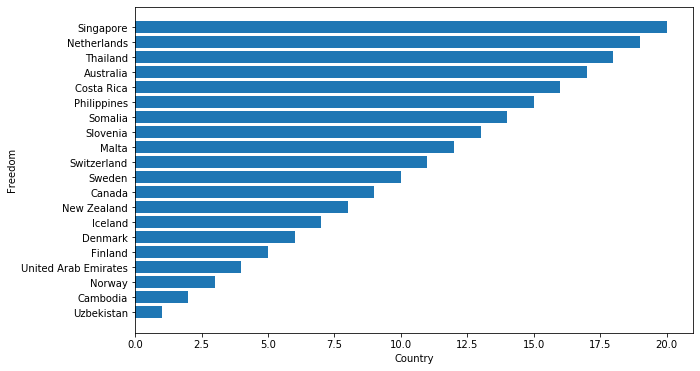 Singapore
Netherlands
Thailand
Australia
Costa Rica
Philippines
Somalia
Slovenia
Malta
Switzerland
Sweden
Canada
New Zealand
Iceland
Denmark
Finland
United Arab Emirates
Norway
Cambodia
Uzbekistan
Freedom
0.0 2.5 5.0 7.5 10.0 12.5 15.0 17.5 20.0
Country